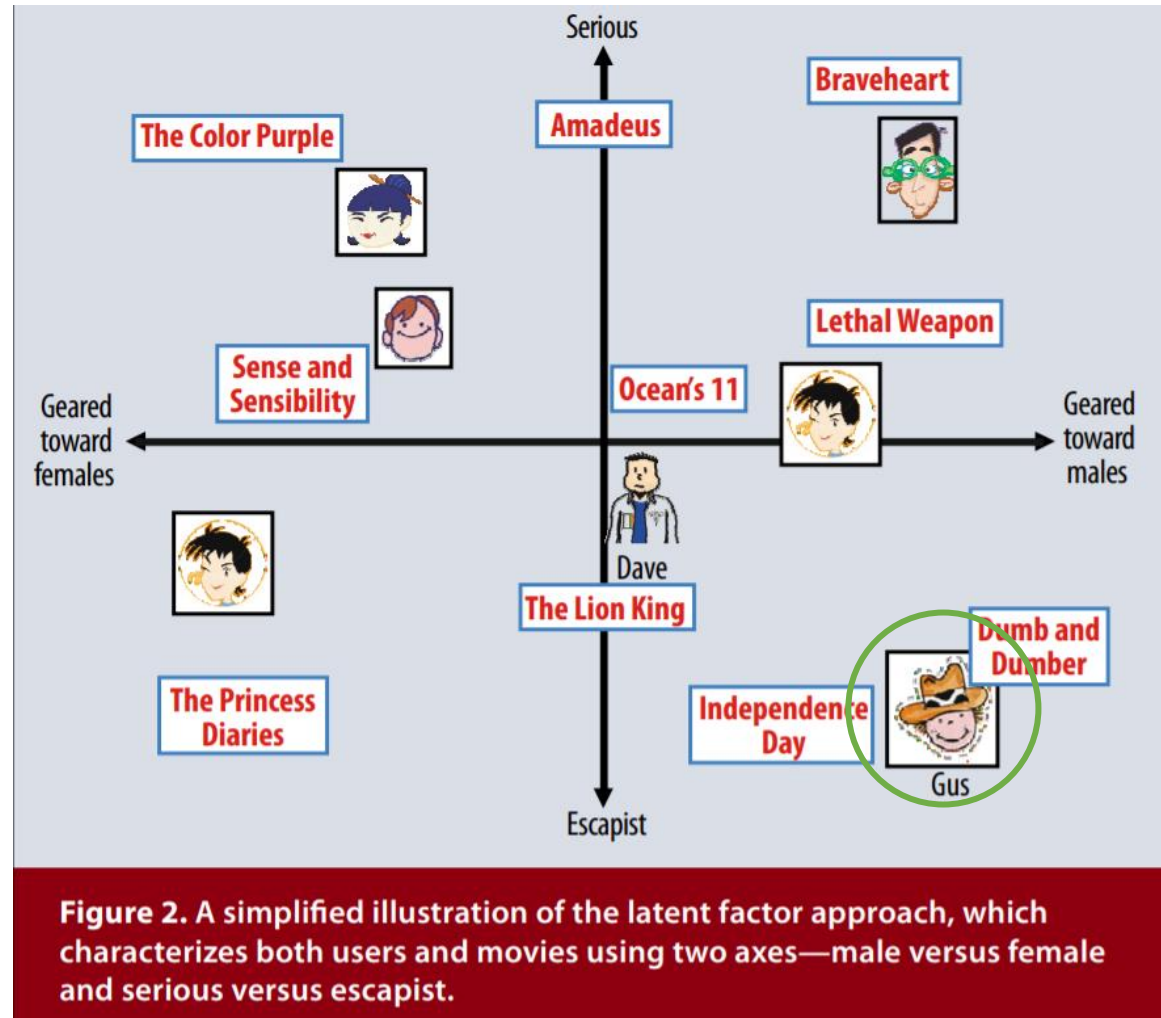 Serious
Braveheart
Amadeus
The Color Purple
Lethal Weapon
Sense and
Sensibility
Ocean's 11
Geared
toward
females
Geared
toward
males
Dave
The Lion King
Dumb and
Dumber
The Princess
Diaries
Independence
Day
Gus
Escapist
Figure 2. A simplified illustration of the latent factor approach, which
characterizes both users and movies using two axes—male versus female
and serious versus escapist.